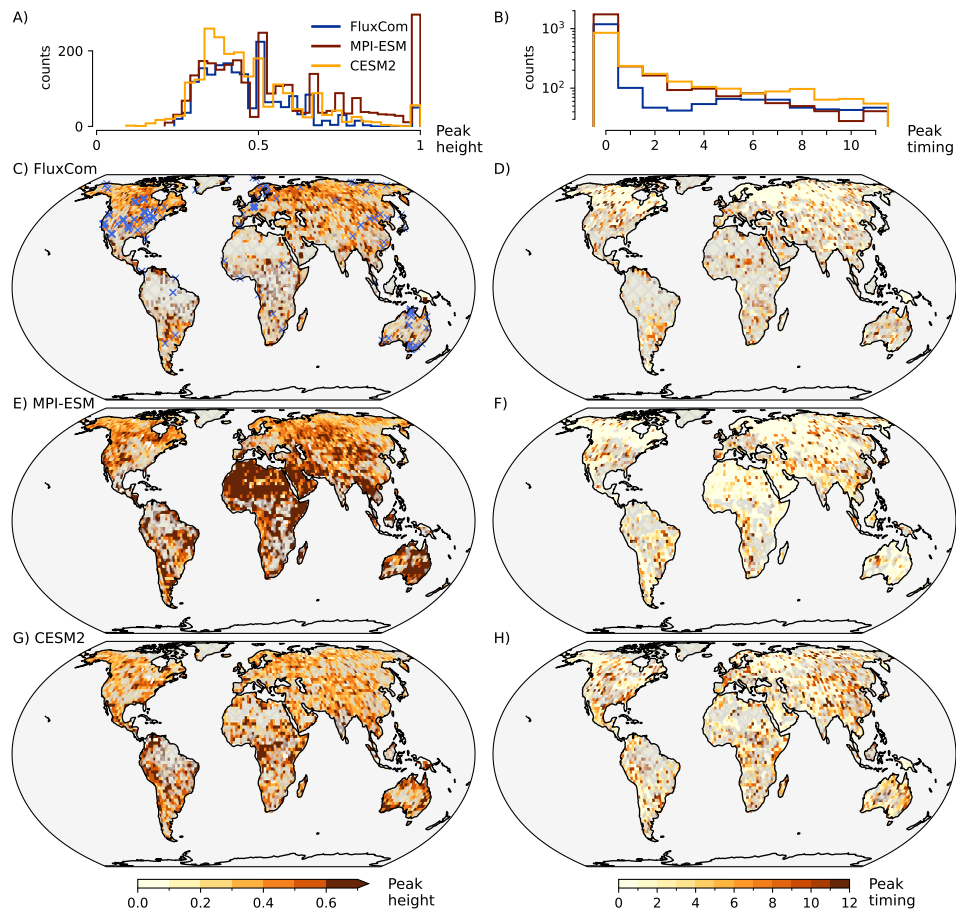 A)
counts
200
0
FluxCom
MPI-ESM
CESM2
0
0.5
1
Peak
height
B)
counts
10³
10²
0
2
4
6
8
10
Peak
timing
C) FluxCom
D)
E) MPI-ESM
F)
G) CESM2
H)
0.0
0.2
0.4
0.6
Peak
height
0
2
4
6
8
10
12
Peak
timing